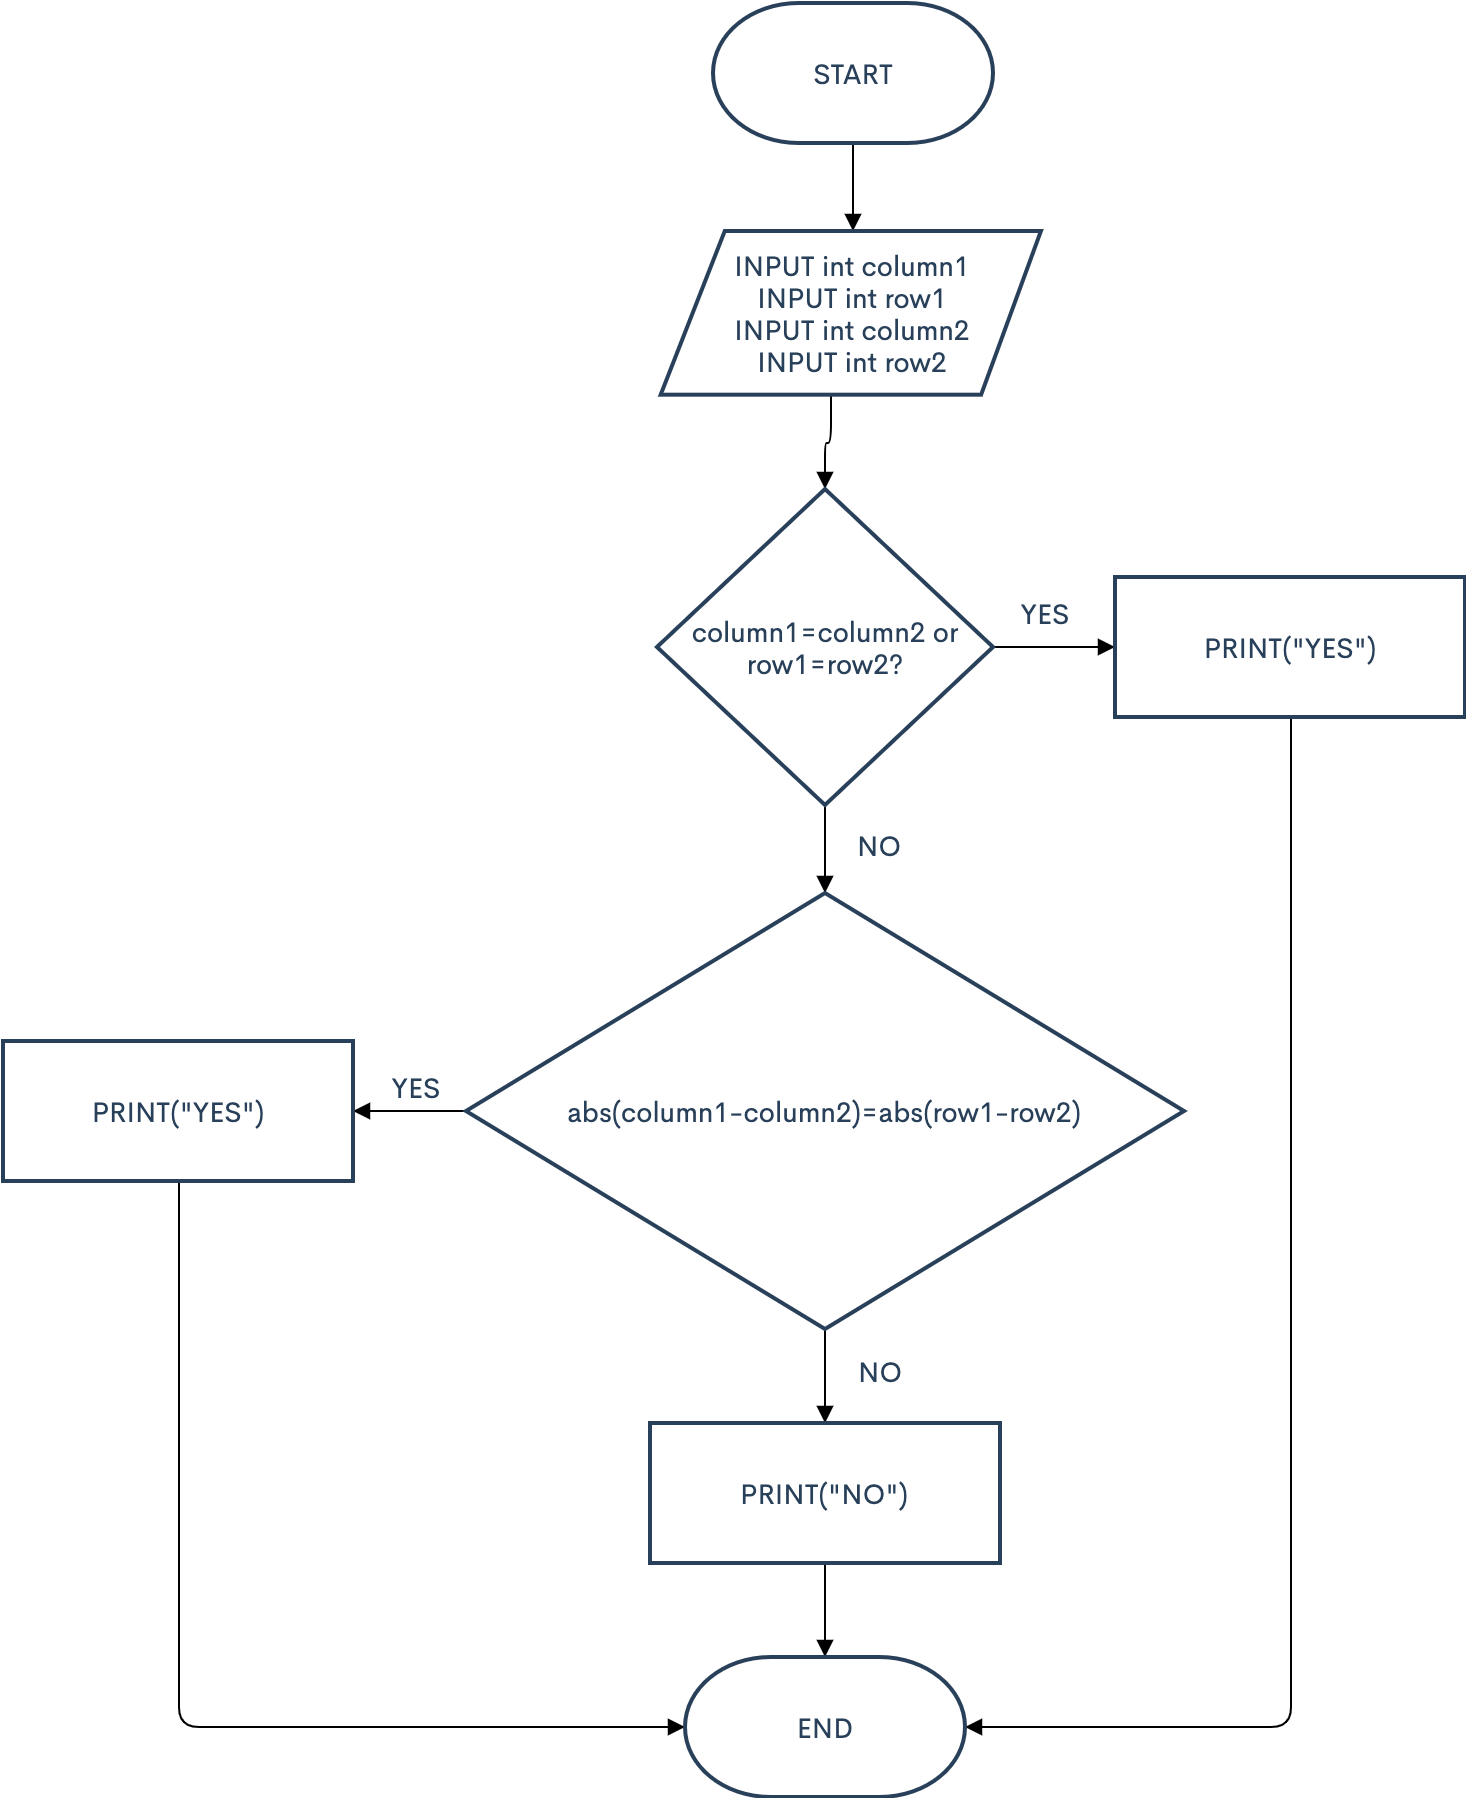 START
INPUT int column1
INPUT int row1
INPUT int column2
INPUT int row2
column1=column2 or
row1=row2?
YES
PRINT("YES")
NO
abs(column1-column2)=abs(row1-row2)
YES
PRINT("YES")
NO
PRINT("NO")
END